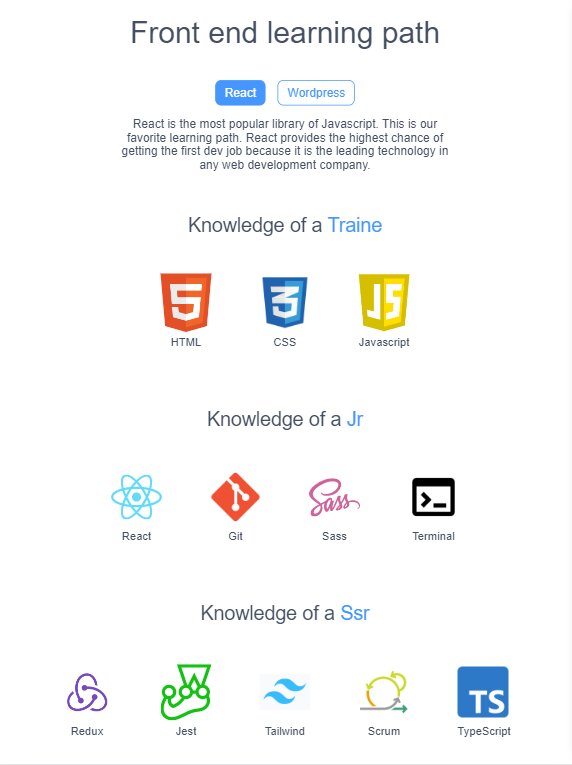 Front end learning path
React Wordpress
React is the most popular library of Javascript. This is our
favorite learning path. React provides the highest chance of
getting the first dev job because it is the leading technology in
any web development company.
Knowledge of a Traine
5 3 JS
HTML CSS Javascript
Knowledge of a Jr
Sass
React Git Sass Terminal
Knowledge of a Ssr
TS
Redux Jest Tailwind Scrum TypeScript